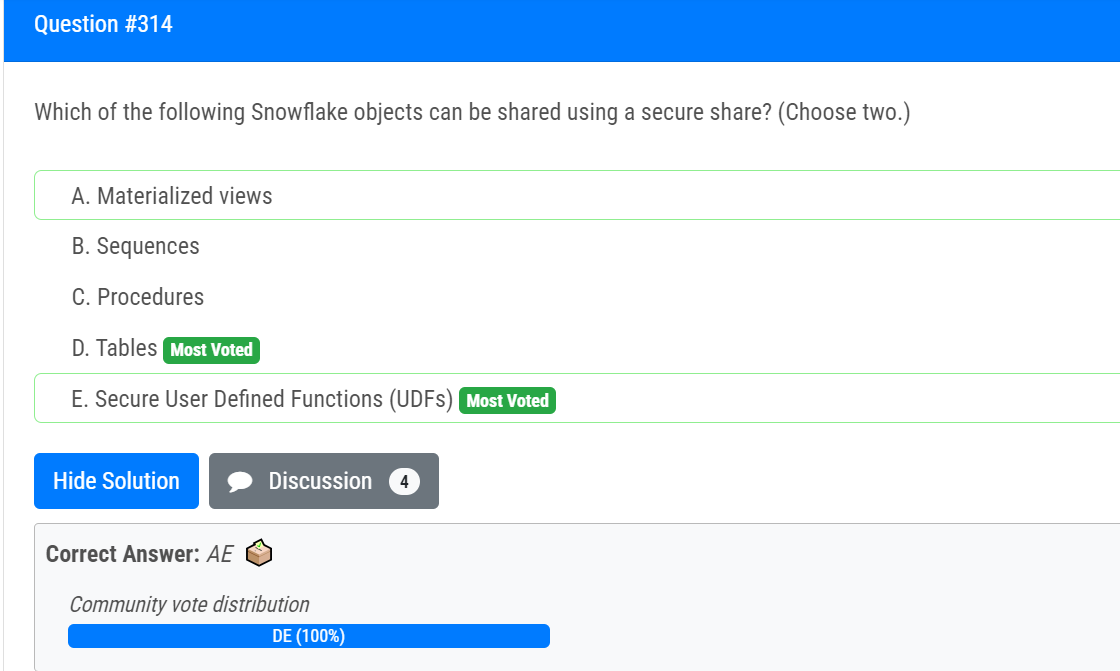 Question #314
Which of the following Snowflake objects can be shared using a secure share? (Choose two.)
A. Materialized views
B. Sequences
C. Procedures
D. Tables Most Voted
E. Secure User Defined Functions (UDFs) Most Voted
Hide Solution Discussion 4
Correct Answer: AE
Community vote distribution
DE (100%)